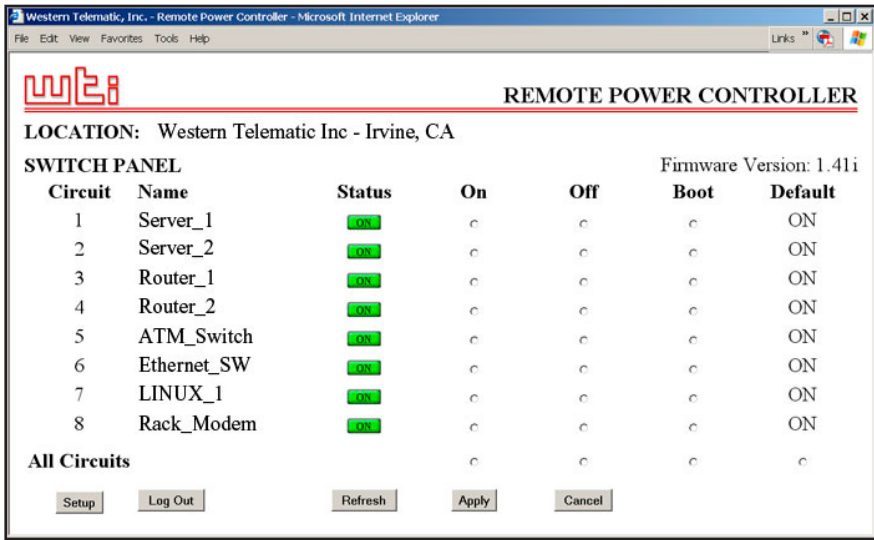 Western Telematic, Inc. - Remote Power Controller - Microsoft Internet Explorer
File Edit View Favorites Tools Help Links »
wti
REMOTE POWER CONTROLLER
LOCATION: Western Telematic Inc - Irvine, CA
SWITCH PANEL Firmware Version: 1.41i
Circuit Name Status On Off Boot Default
1 Server_1 ON ON
2 Server_2 ON ON
3 Router_1 ON ON
4 Router_2 ON ON
5 ATM_Switch ON ON
6 Ethernet_SW ON ON
7 LINUX_1 ON ON
8 Rack_Modem ON ON
All Circuits
Setup Log Out Refresh Apply Cancel